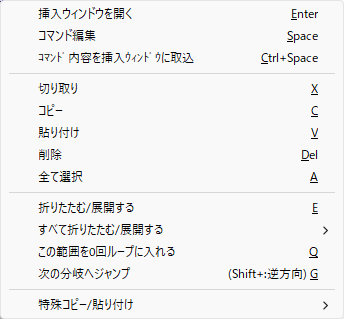 挿入ウィンドウを開く Enter
コマンド編集 Space
ｺﾏﾝﾄﾞ内容を挿入ｳｨﾝﾄﾞｳに取込 Ctrl+Space
切り取り X
コピー C
貼り付け V
削除 Del
全て選択 A
折りたたむ/展開する E
すべて折りたたむ/展開する
この範囲を0回ループに入れる Q
次の分岐へジャンプ (Shift+:逆方向) G
特殊コピー/貼り付け